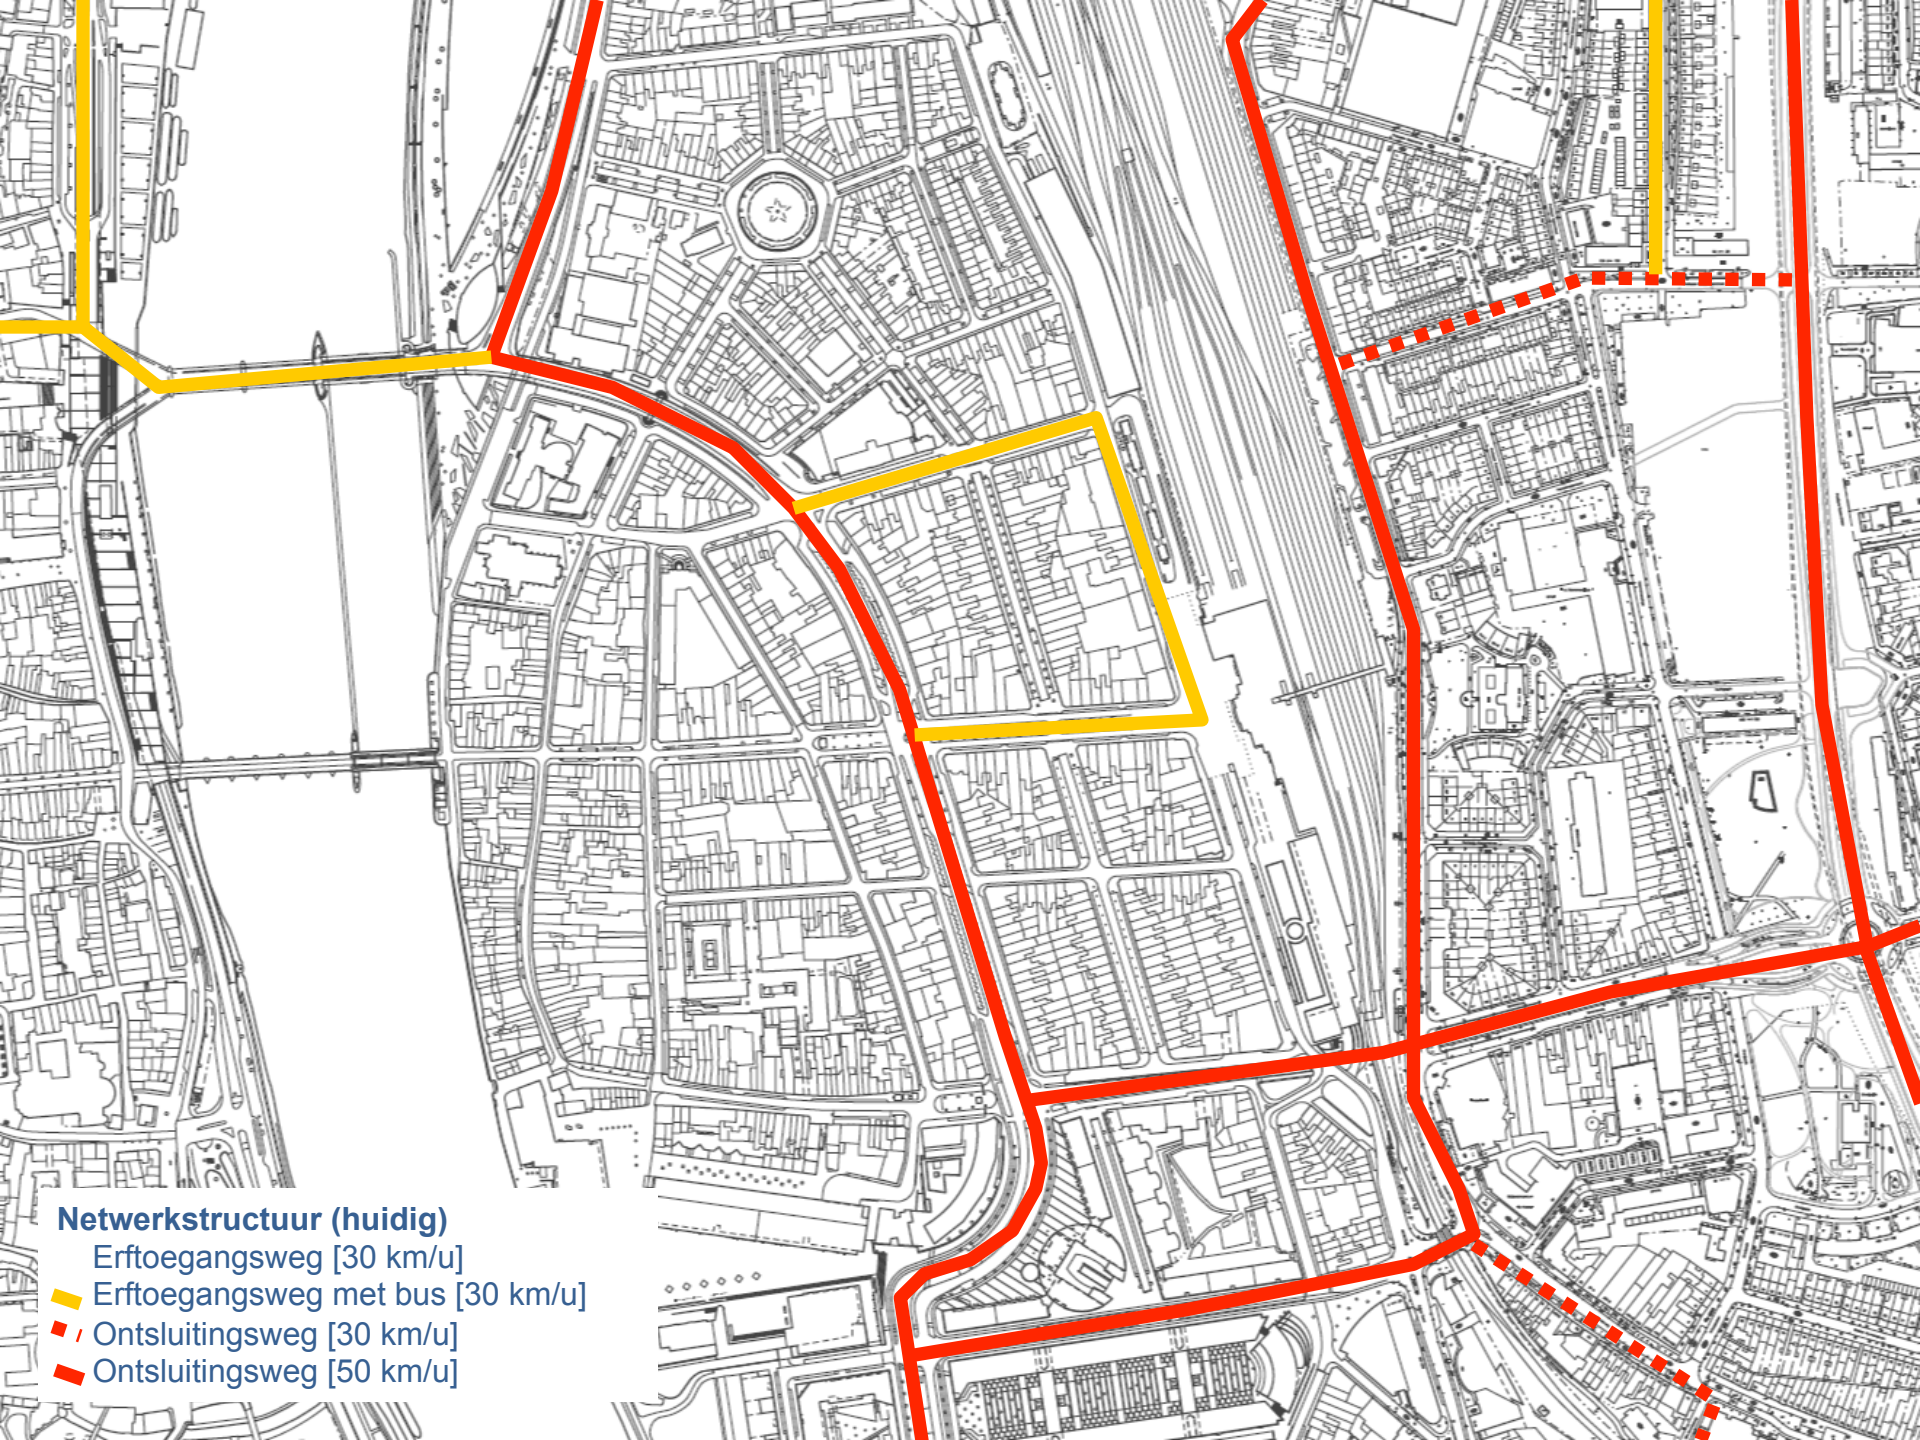 Netwerkstructuur (huidig)
Erftoegangsweg [30 km/u]
Erftoegangsweg met bus [30 km/u]
Ontsluitingsweg [30 km/u]
Ontsluitingsweg [50 km/u]